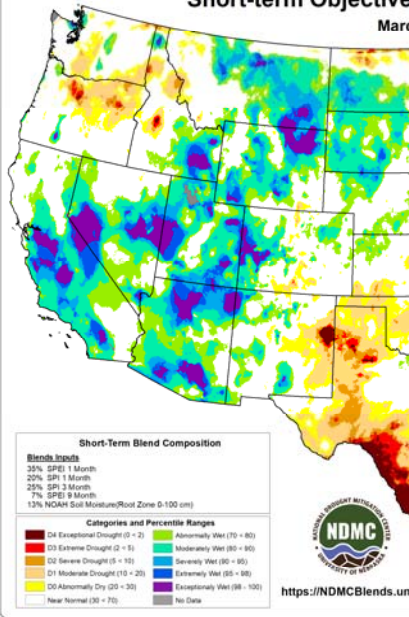 Short-term Objective
Marc
Short-Term Blend Composition
Blends Inputs
35% SPEI 1 Month
20% SPI 1 Month
25% SPI 3 Month
7% SPEI 9 Month
13% NOAH Soil Moisture(Root Zone 0-100 cm)
Categories and Percentile Ranges
D4 Exceptional Drought (0 < 2)
D3 Extreme Drought (2 < 5)
D2 Severe Drought (5 < 10)
D1 Moderate Drought (10 < 20)
D0 Abnormally Dry (20 < 30)
Near Normal (30 < 70)
Abnormally Wet (70 < 80)
Moderately Wet (80 < 90)
Severely Wet (90 < 95)
Extremely Wet (95 < 98)
Exceptionally Wet (98 - 100)
No Data
NATIONAL DROUGHT MITIGATION CENTER
NDMC
UNIVERSITY OF NEBRASKA
https://NDMCBlends.un